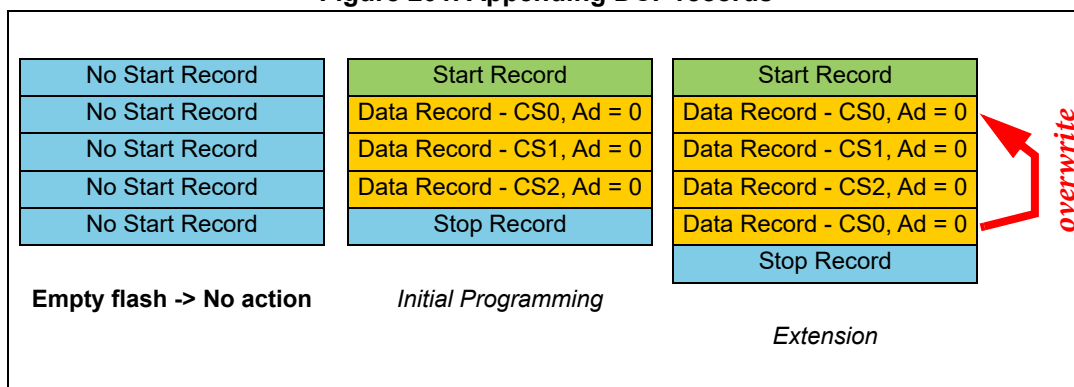 Figure Appending records
No Start Record
No Start Record
No Start Record
No Start Record
No Start Record
Empty flash -> No action
Start Record
Data Record - CS0, Ad = 0
Data Record - CS1, Ad = 0
Data Record - CS2, Ad = 0
Stop Record
Initial Programming
Start Record
Data Record - CS0, Ad = 0
Data Record - CS1, Ad = 0
Data Record - CS2, Ad = 0
Data Record - CS0, Ad = 0
Stop Record
Extension
overwrite